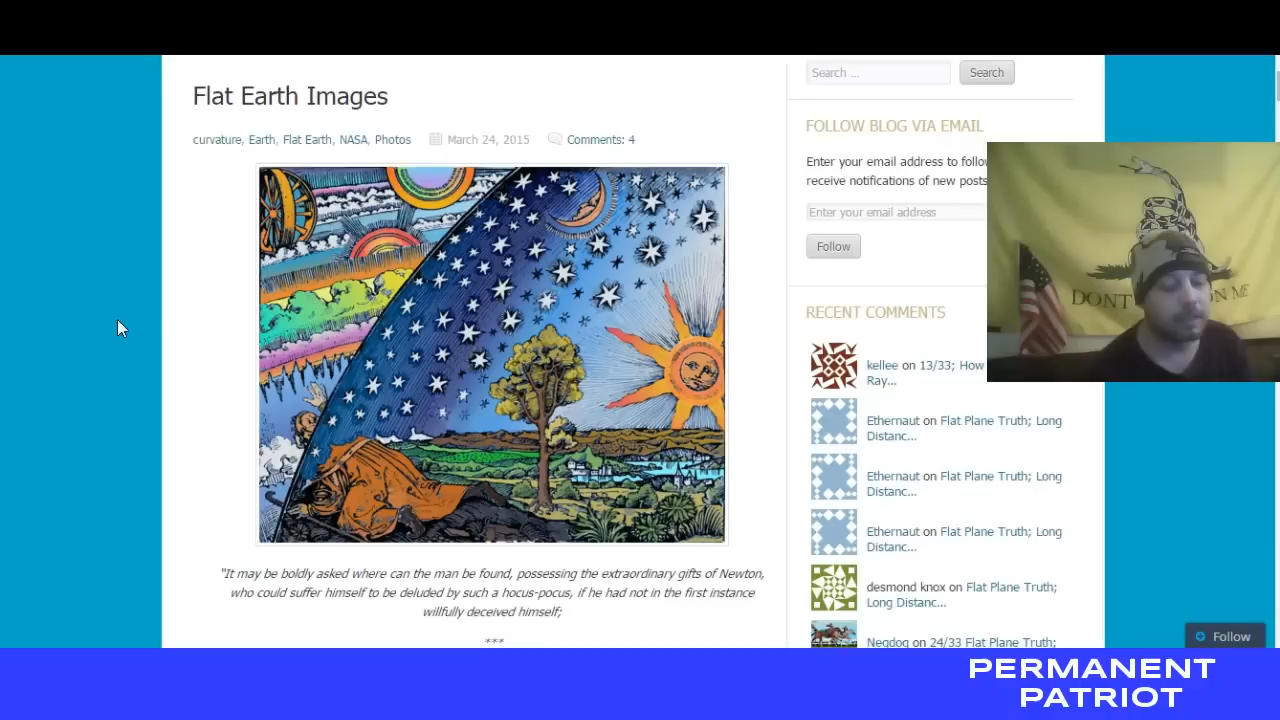 Flat Earth Images
curvature, Earth, Flat Earth, NASA, Photos March 24, 2015 Comments: 4
"It may be boldly asked where can the man be found, possessing the extraordinary gifts of Newton,
who could suffer himself to be deluded by such a hocus-pocus, if he had not in the first instance
willfully deceived himself;
***
Search ... Search
FOLLOW BLOG VIA EMAIL
Enter your email address to follo
receive notifications of new posts
Enter your email address
Follow
RECENT COMMENTS
kellee on 13/33; How
Ray...
Ethernaut on Flat Plane Truth; Long
Distanc...
Ethernaut on Flat Plane Truth; Long
Distanc...
Ethernaut on Flat Plane Truth; Long
Distanc...
desmond knox on Flat Plane Truth;
Long Distanc...
Negdog on 24/33 Flat Plane Truth;
DONT ON ME
Follow
PERMANENT
PATRIOT